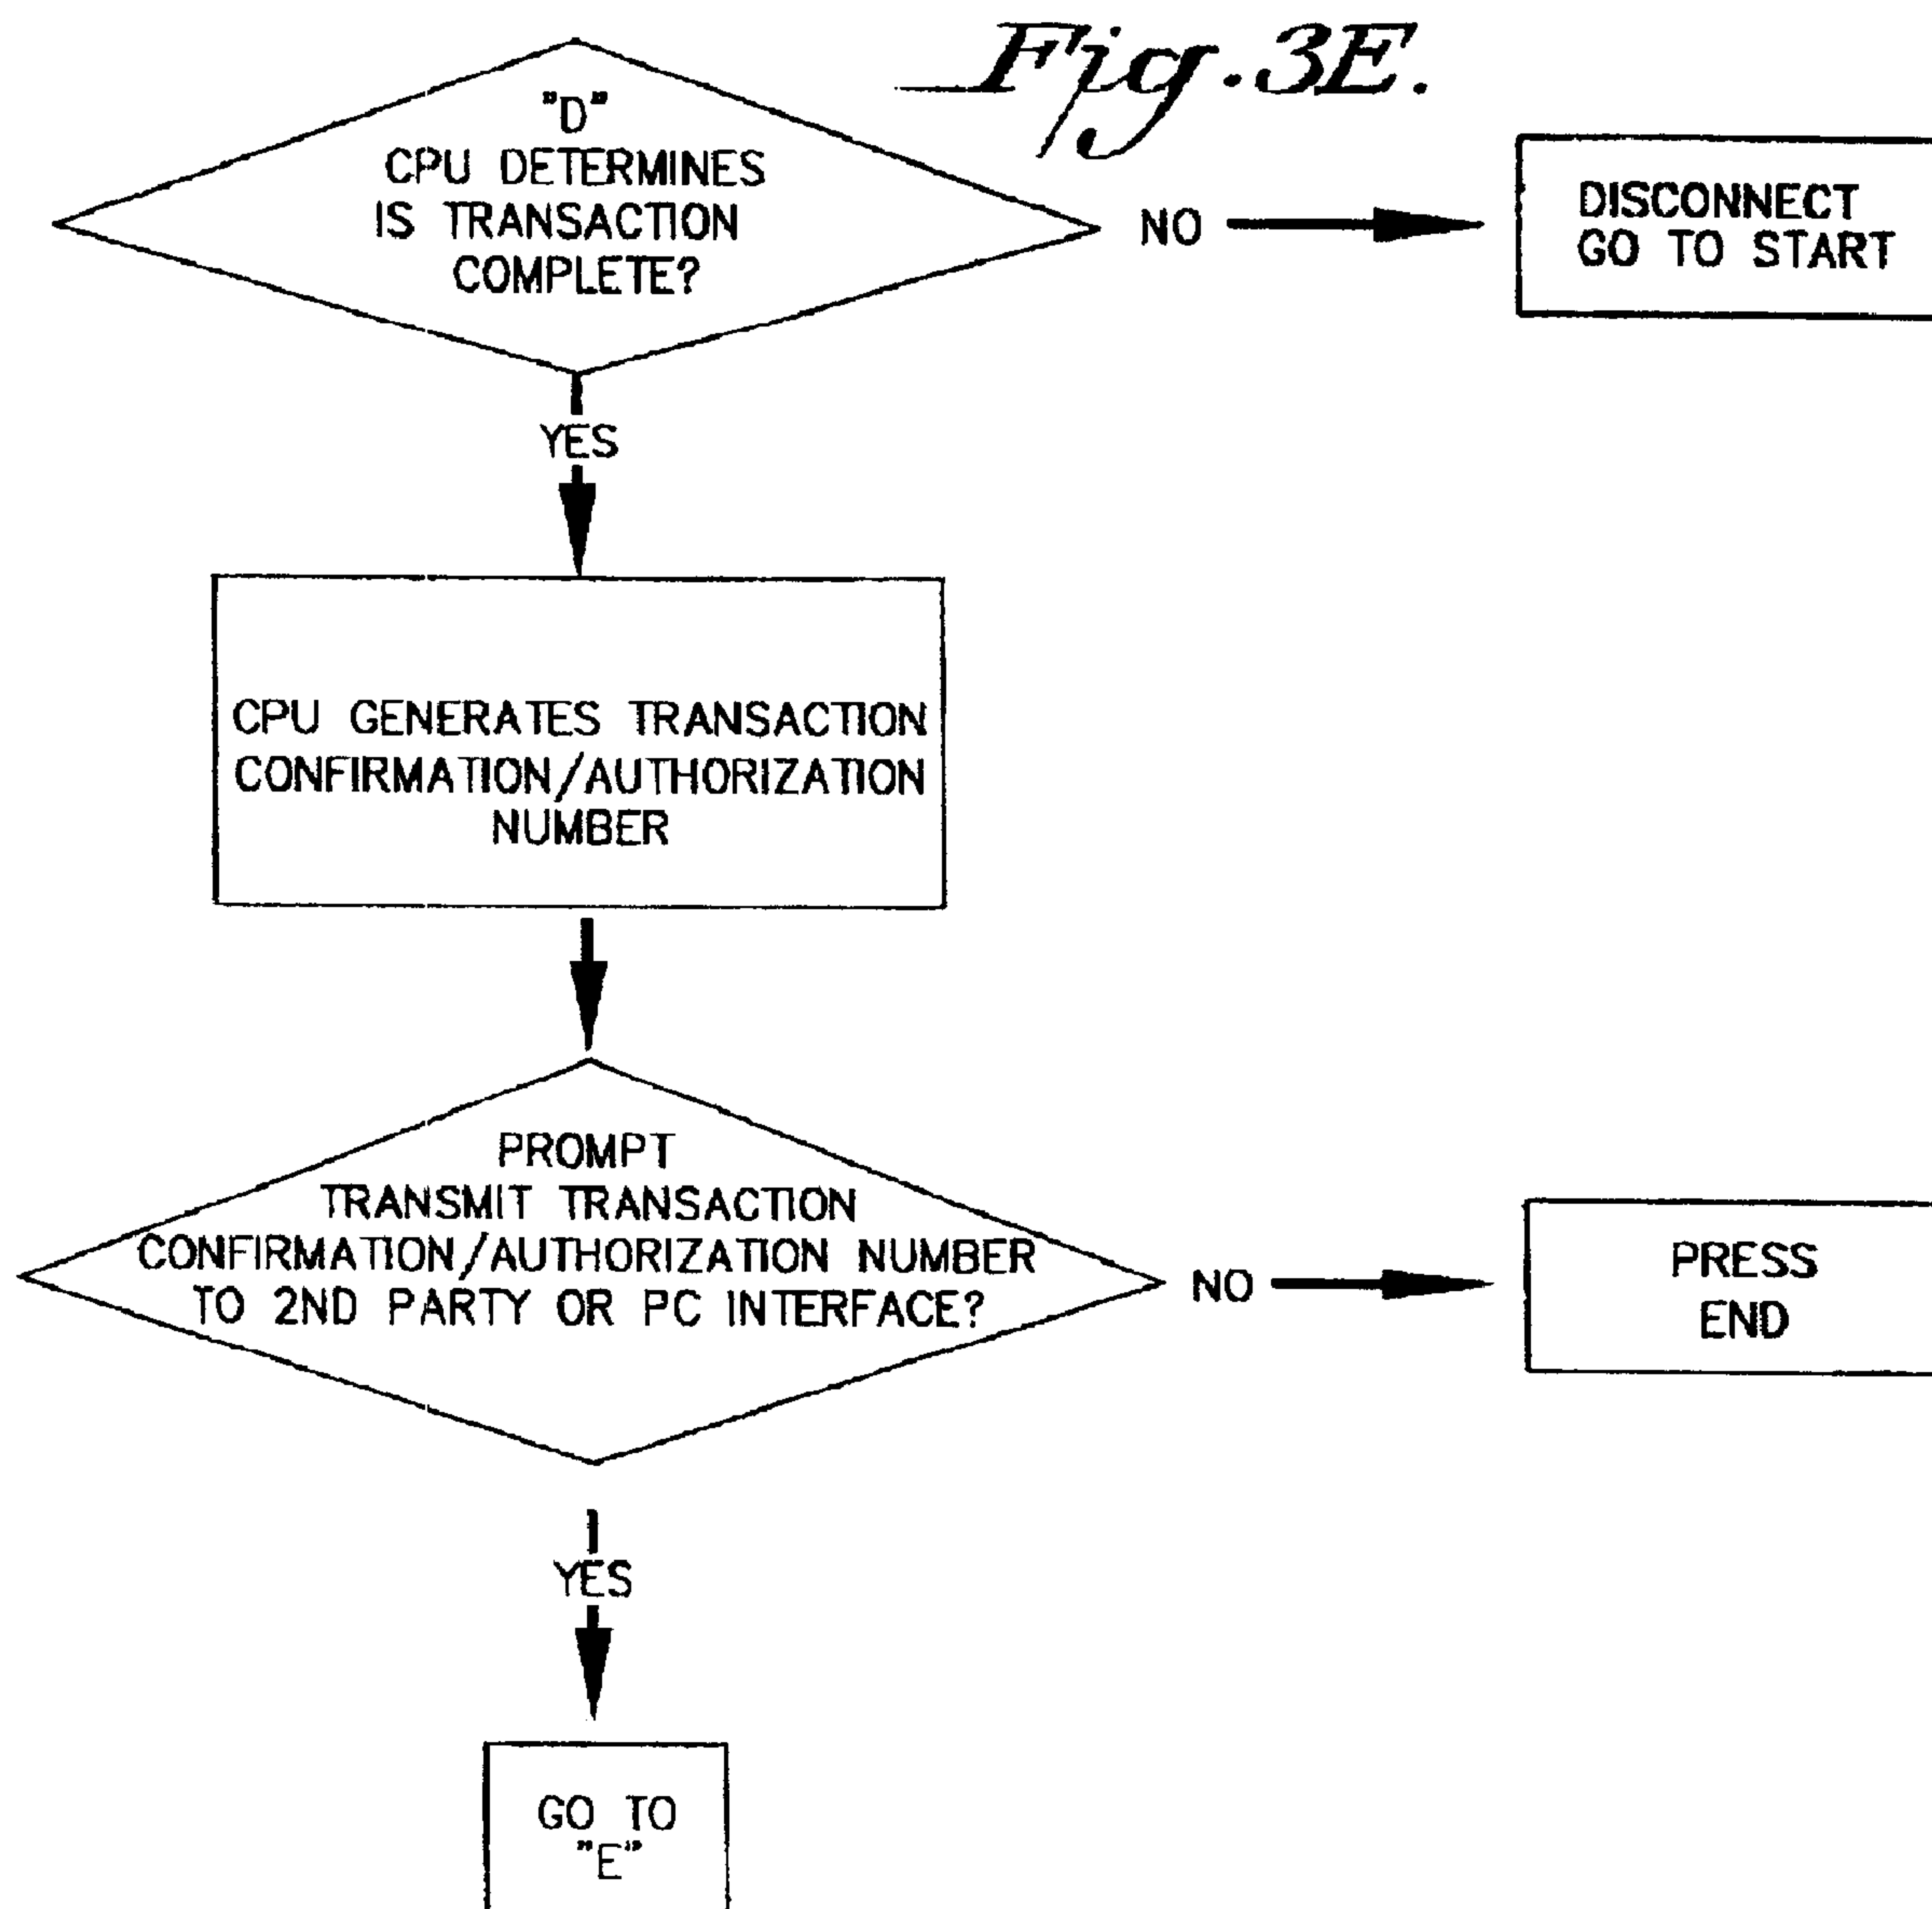 Fig. 3E.
"D"
CPU DETERMINES
IS TRANSACTION
COMPLETE?
NO
DISCONNECT
GO TO START
YES
CPU GENERATES TRANSACTION
CONFIRMATION/AUTHORIZATION
NUMBER
PROMPT
TRANSMIT TRANSACTION
CONFIRMATION/AUTHORIZATION NUMBER
TO 2ND PARTY OR PC INTERFACE?
NO
PRESS
END
YES
GO TO
"E"